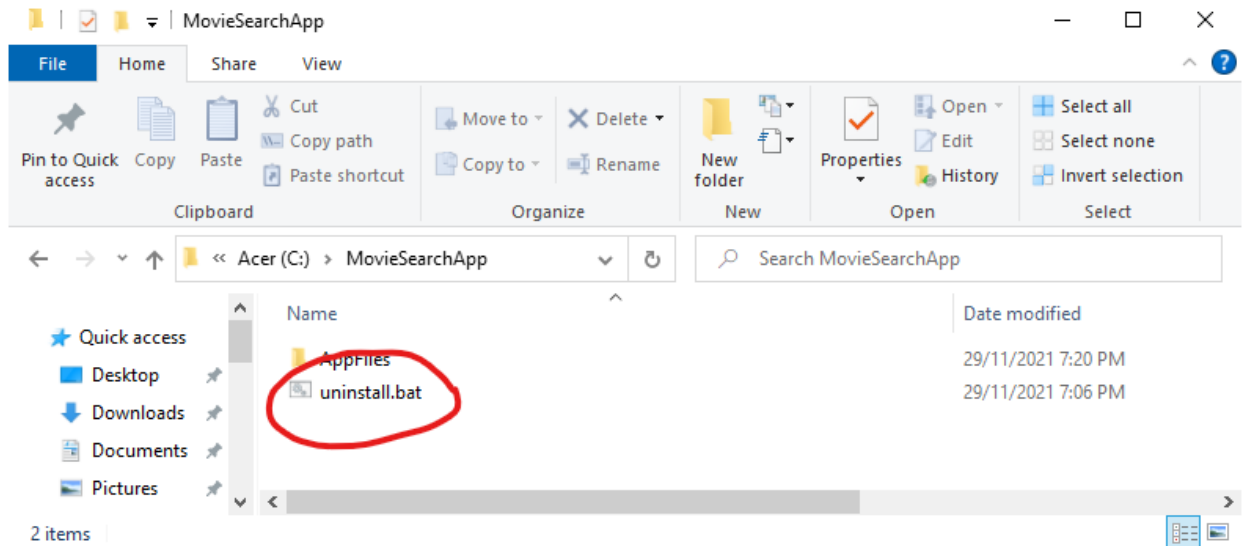 MovieSearchApp
File Home Share View
Pin to Quick access
Copy
Paste
Cut
Copy path
Paste shortcut
Clipboard
Move to
Copy to
Delete
Rename
Organize
New folder
New
Properties
Open
Edit
History
Open
Select all
Select none
Invert selection
Select
« Acer (C:) › MovieSearchApp
Search MovieSearchApp
Quick access
Desktop
Downloads
Documents
Pictures
Name Date modified
AppFiles 29/11/2021 7:20 PM
uninstall.bat 29/11/2021 7:06 PM
2 items